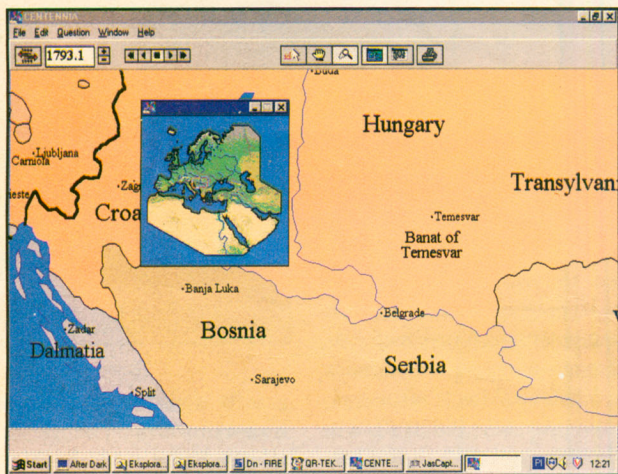 CENTENNIA
File Edit Question Window Help
1793.1
Buda
Hungary
Ljubljana
Carniola
Transylvani
Zag
Croa
Temesvar
Banat of
Temesvar
Banja Luka
Belgrade
Bosnia
Zadar
Dalmatia
Serbia
Sarajevo
Split
Start After Dark Eksplora... Eksplora... Dn - FIRE QR-TEK... CENTE... JasCapt... 12:21